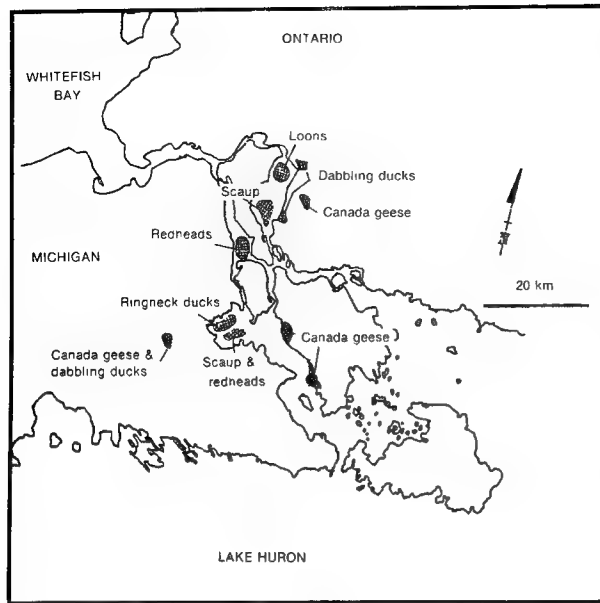 ONTARIO
WHITEFISH
BAY
Loons
Dabbling ducks
Scaup
Canada geese
Redheads
MICHIGAN
20 km
Ringneck ducks
Canada geese
Canada geese &
dabbling ducks
Scaup &
redheads
LAKE HURON